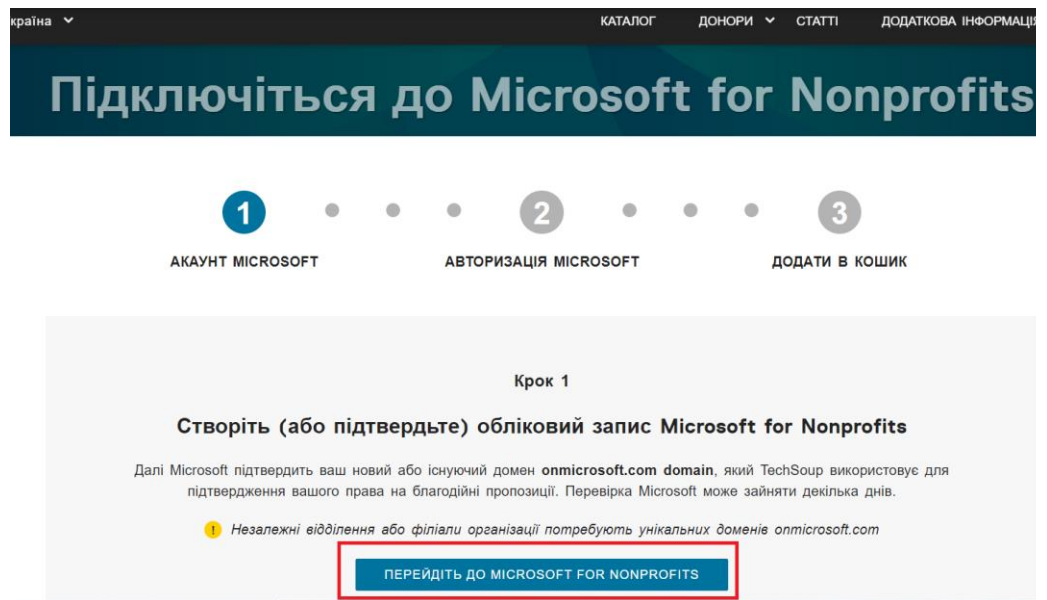 країна
КАТАЛОГ ДОНОРИ СТАТТІ ДОДАТКОВА ІНФОРМАЦІЯ
Підключіться до Microsoft for Nonprofits
1 2 3
АКАУНТ MICROSOFT АВТОРИЗАЦІЯ MICROSOFT ДОДАТИ В КОШИК
Крок 1
Створіть (або підтвердьте) обліковий запис Microsoft for Nonprofits
Далі Microsoft підтвердить ваш новий або існуючий домен onmicrosoft.com domain, який TechSoup використовує для
підтвердження вашого права на благодійні пропозиції. Перевірка Microsoft може зайняти декілька днів.
! Незалежні відділення або філіали організації потребують унікальних доменів onmicrosoft.com
ПЕРЕЙДІТЬ ДО MICROSOFT FOR NONPROFITS